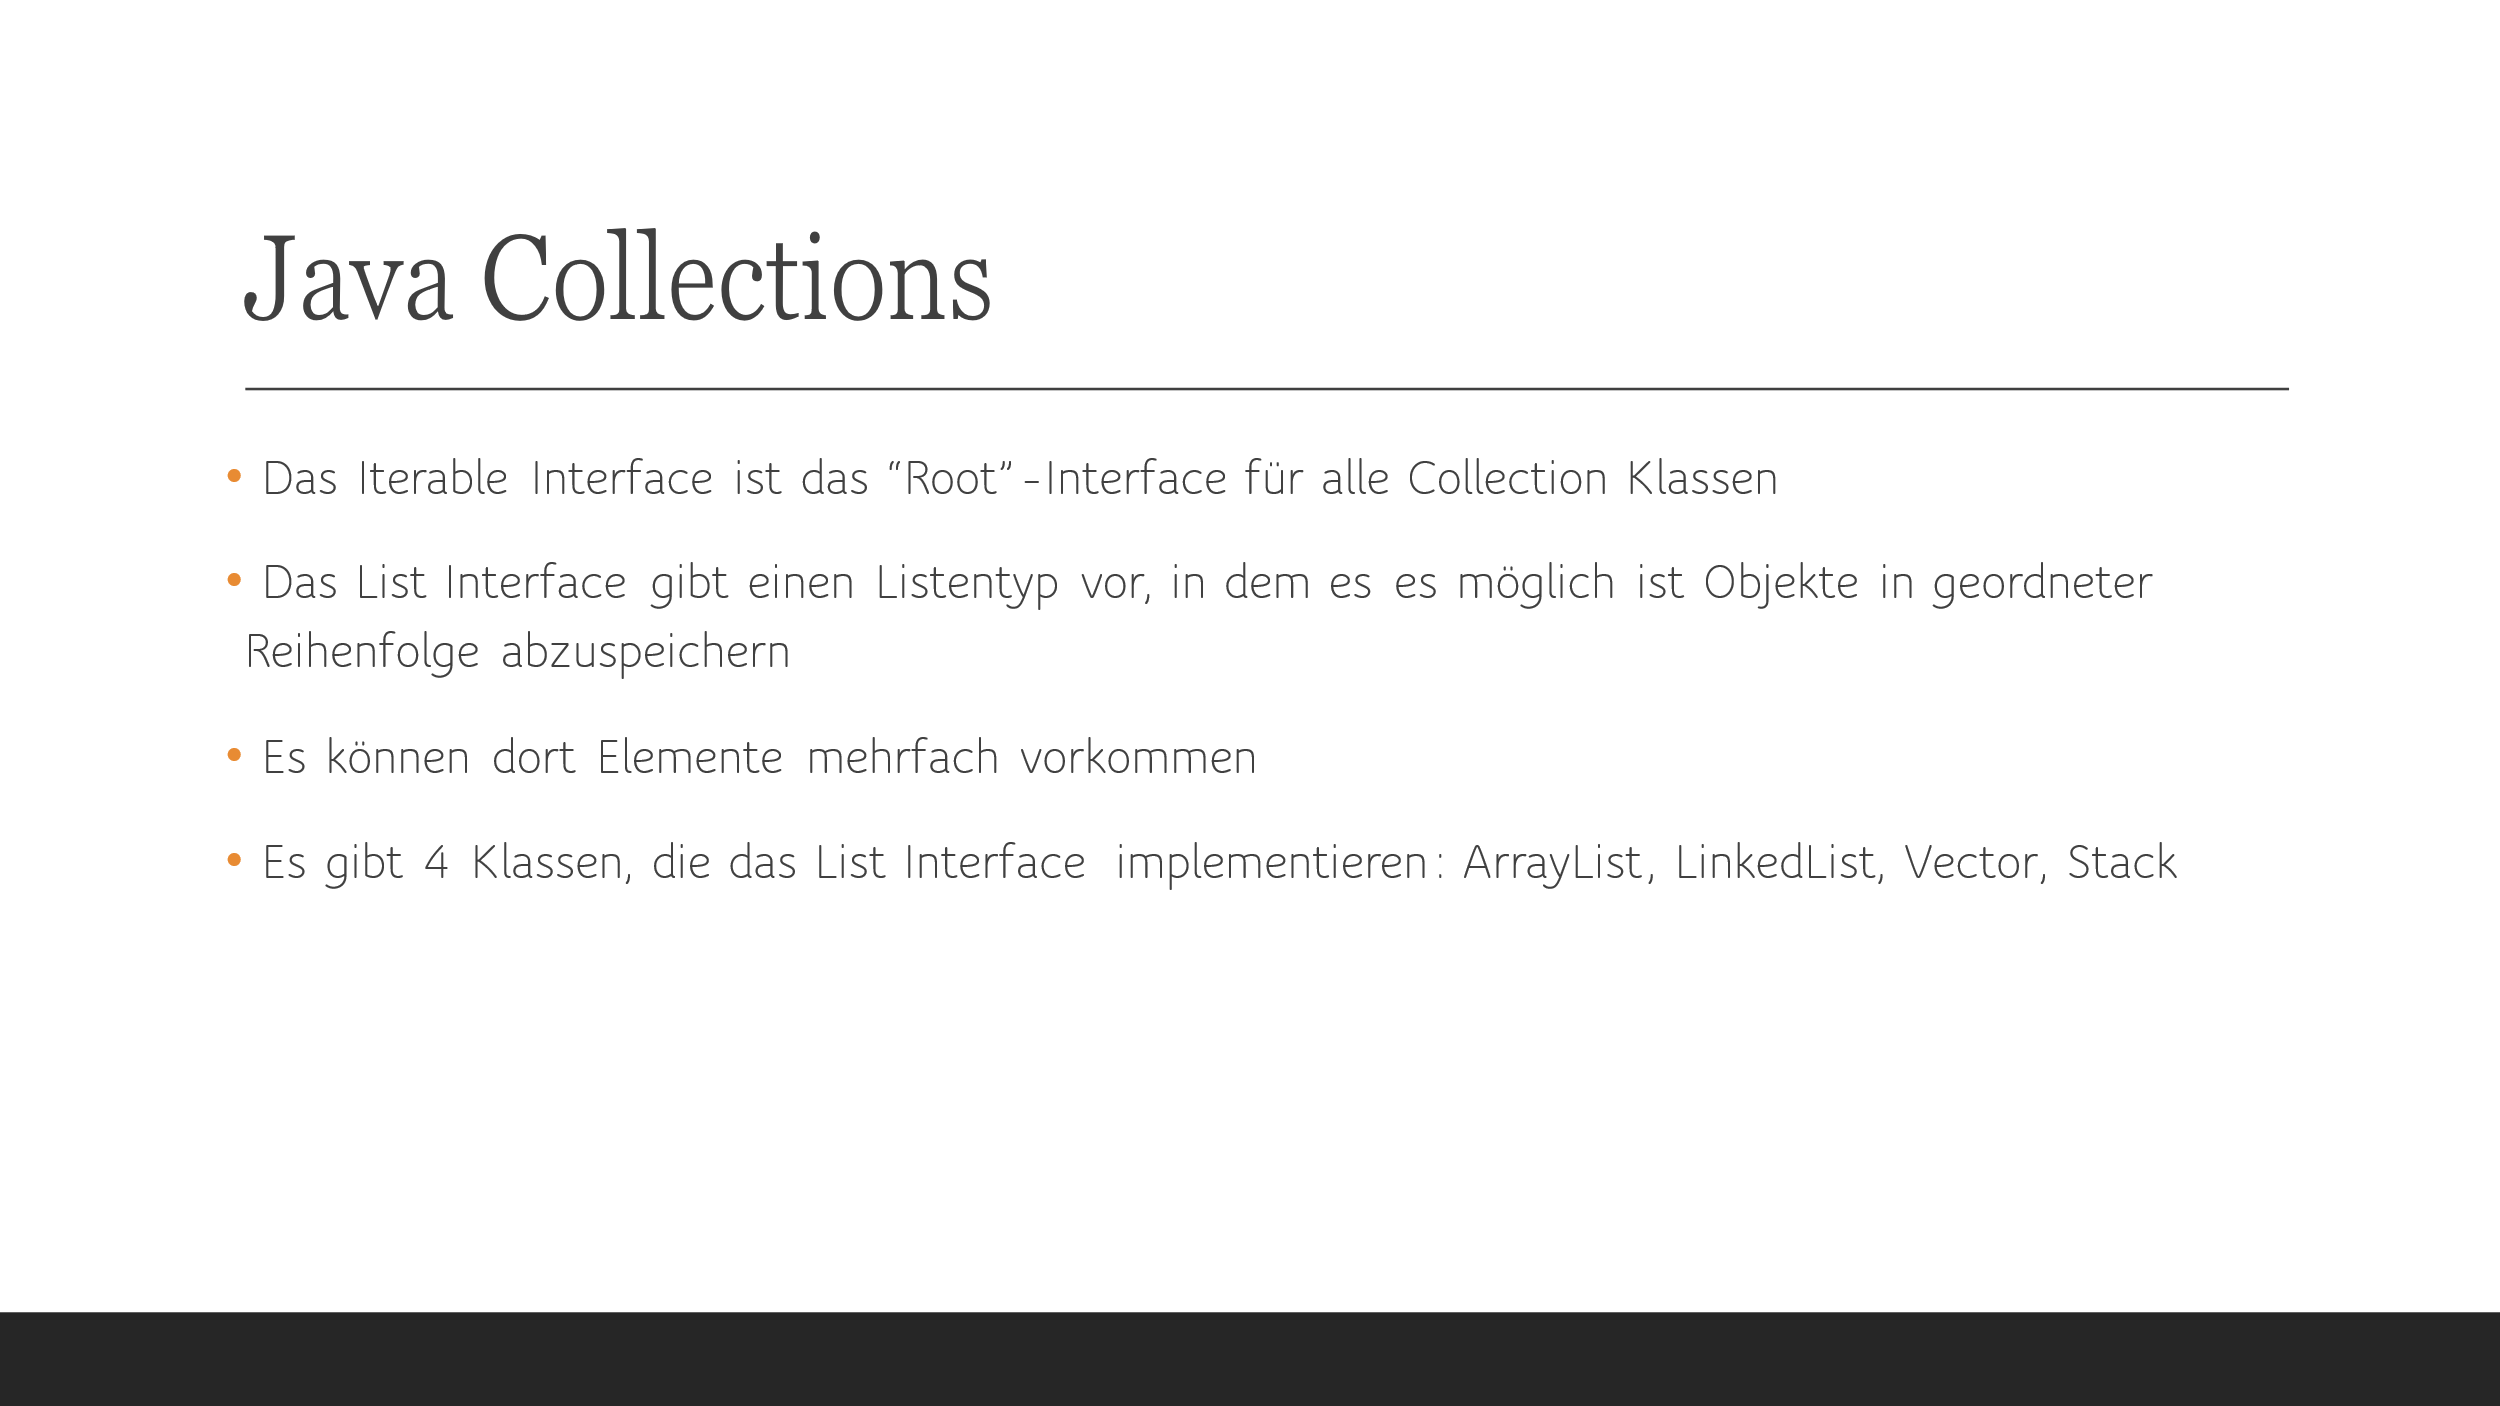 Java Collections
• Das Iterable Interface ist das “Root”-Interface für alle Collection Klassen
• Das List Interface gibt einen Listentyp vor, in dem es es möglich ist Objekte in geordneter
Reihenfolge abzuspeichern
• Es können dort Elemente mehrfach vorkommen
• Es gibt 4 Klassen, die das List Interface implementieren: ArrayList, LinkedList, Vector, Stack